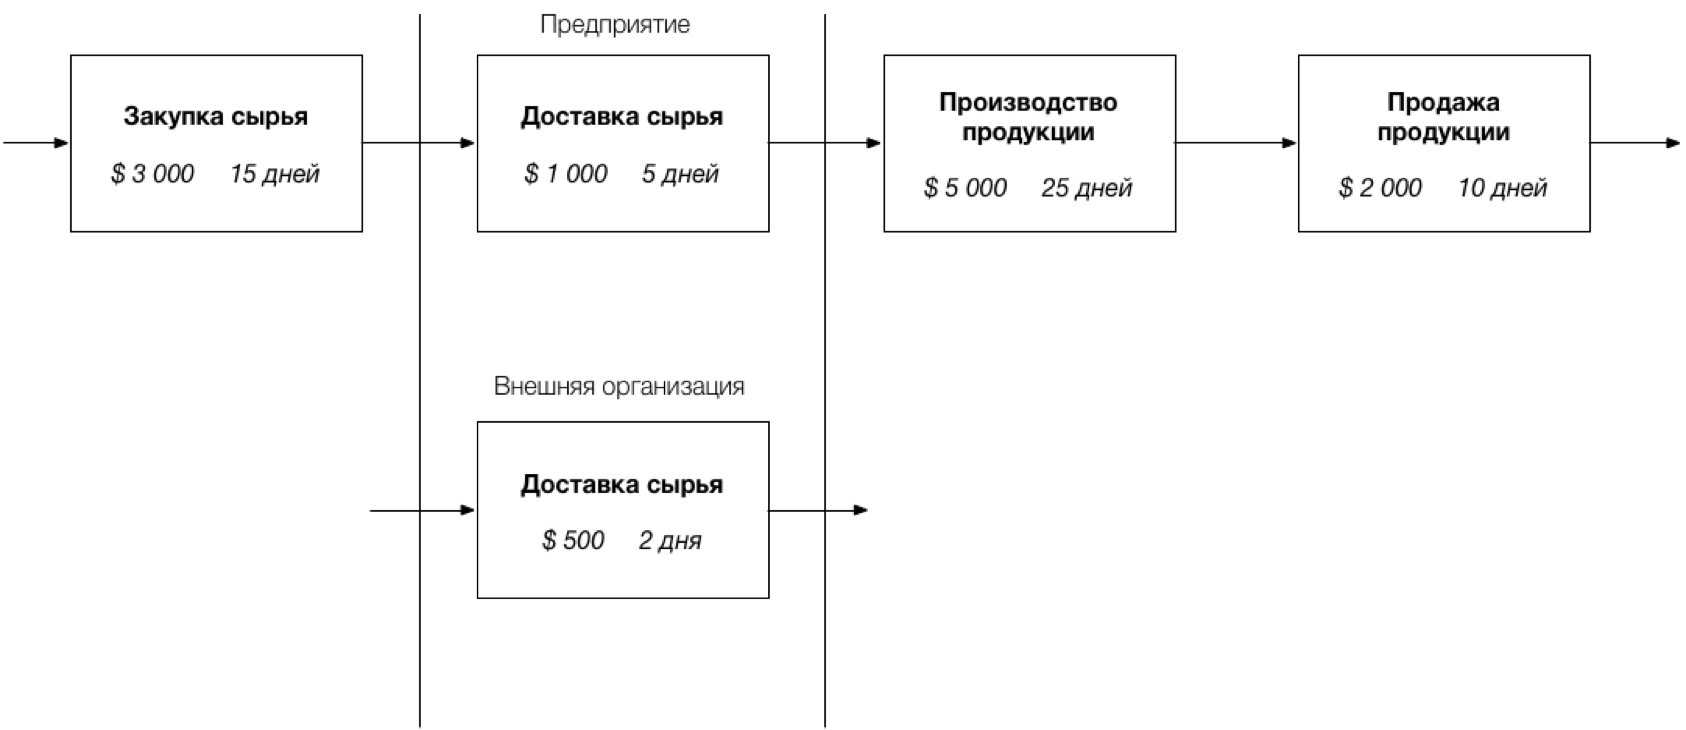 Предприятие
Закупка сырья
$ 3 000 15 дней
Доставка сырья
$ 1 000 5 дней
Производство
продукции
$ 5 000 25 дней
Продажа
продукции
$ 2 000 10 дней
Внешняя организация
Доставка сырья
$ 500 2 дня